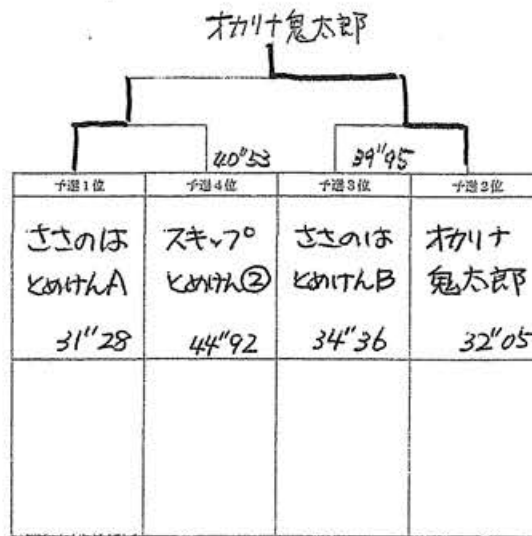 オカリナ鬼太郎
40"53
39"95
予選1位
予選4位
予選3位
予選2位
ささのは
とめけんA
31"28
スキップ
とめけん②
44"92
ささのは
とめけんB
34"36
オカリナ
鬼太郎
32"05